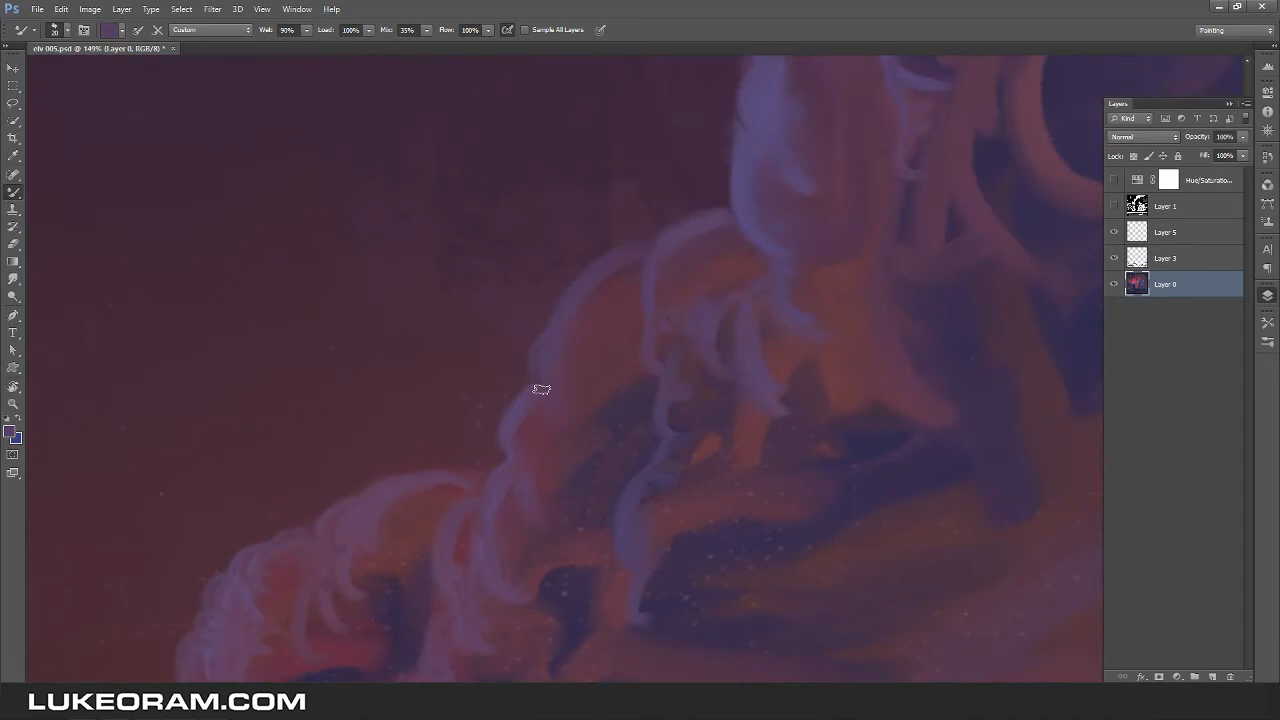 Ps File Edit Image Layer Type Select Filter 3D View Window Help
Custom Wet: 90% Load: 100% Mix: 35% Flow: 100% Sample All Layers Painting
elv 005.psd @ 149% (Layer 0, RGB/8) * ×
Layers
Kind
Normal Opacity: 100%
Lock: Fill: 100%
Hue/Saturatio...
Layer 1
Layer 5
Layer 3
Layer 0
LUKEORAM.COM